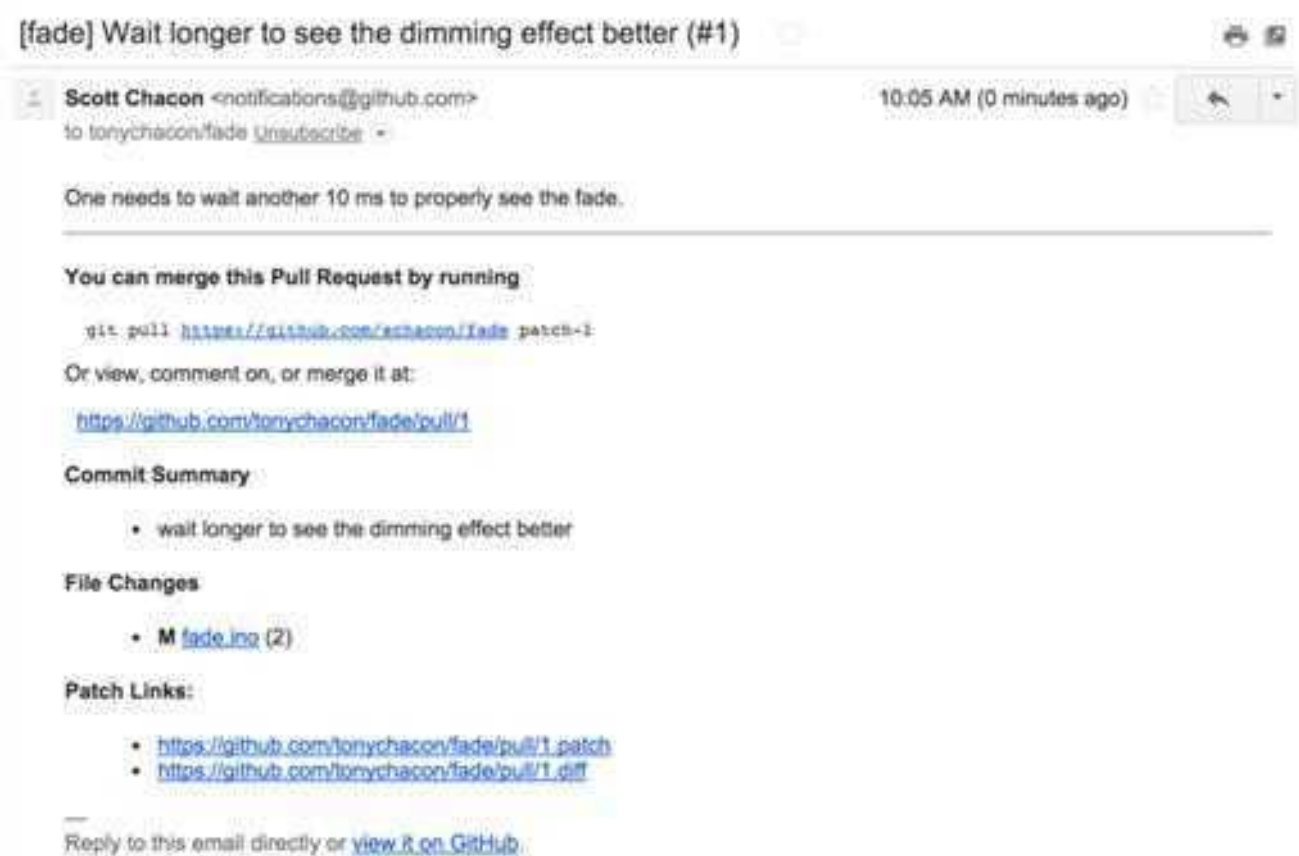 [fade] Wait longer to see the dimming effect better (#1)
Scott Chacon <notifications@github.com>
10:05 AM (0 minutes ago)
to tonychacon/fade Unsubscribe
One needs to wait another 10 ms to properly see the fade.
You can merge this Pull Request by running
git pull https://github.com/schacon/fade patch-1
Or view, comment on, or merge it at:
https://github.com/tonychacon/fade/pull/1
Commit Summary
• wait longer to see the dimming effect better
File Changes
• M fade.ino (2)
Patch Links:
• https://github.com/tonychacon/fade/pull/1.patch
• https://github.com/tonychacon/fade/pull/1.diff
—
Reply to this email directly or view it on GitHub.